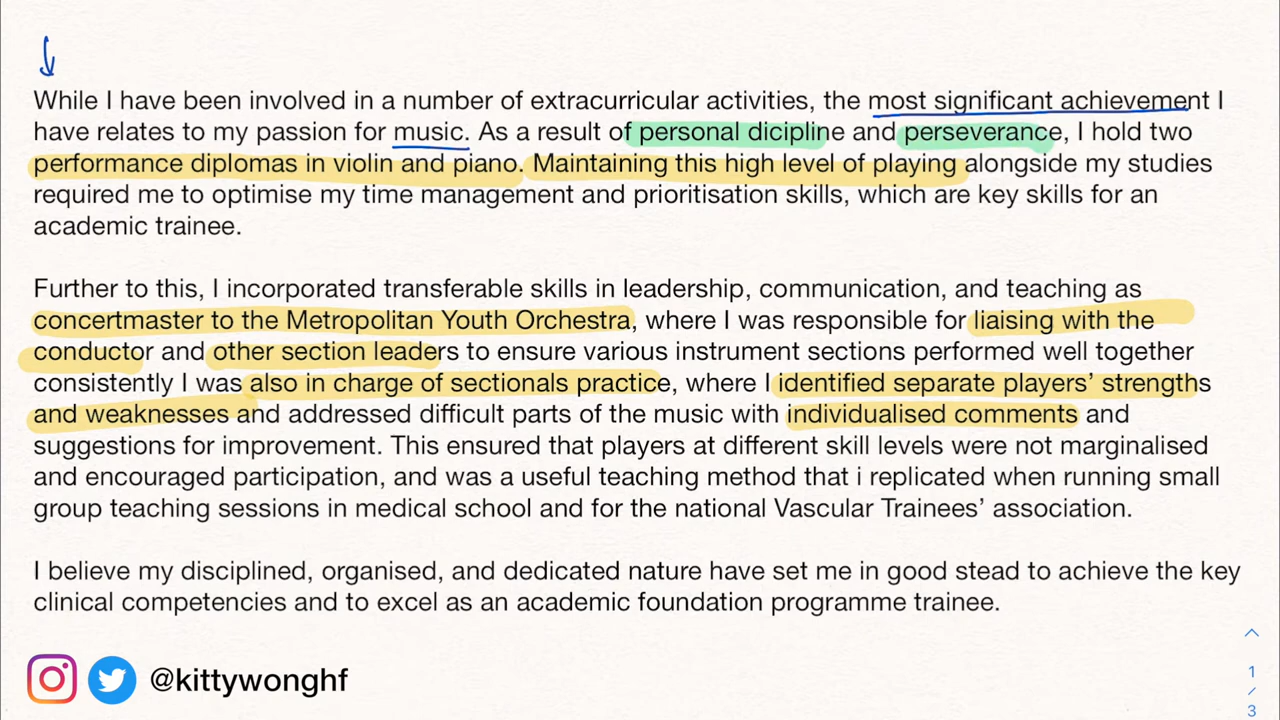 While I have been involved in a number of extracurricular activities, the most significant achievement I
have relates to my passion for music. As a result of personal dicipline and perseverance, I hold two
performance diplomas in violin and piano. Maintaining this high level of playing alongside my studies
required me to optimise my time management and prioritisation skills, which are key skills for an
academic trainee.
Further to this, I incorporated transferable skills in leadership, communication, and teaching as
concertmaster to the Metropolitan Youth Orchestra, where I was responsible for liaising with the
conductor and other section leaders to ensure various instrument sections performed well together
consistently I was also in charge of sectionals practice, where I identified separate players’ strengths
and weaknesses and addressed difficult parts of the music with individualised comments and
suggestions for improvement. This ensured that players at different skill levels were not marginalised
and encouraged participation, and was a useful teaching method that i replicated when running small
group teaching sessions in medical school and for the national Vascular Trainees’ association.
I believe my disciplined, organised, and dedicated nature have set me in good stead to achieve the key
clinical competencies and to excel as an academic foundation programme trainee.
@kittywonghf
1
/
3